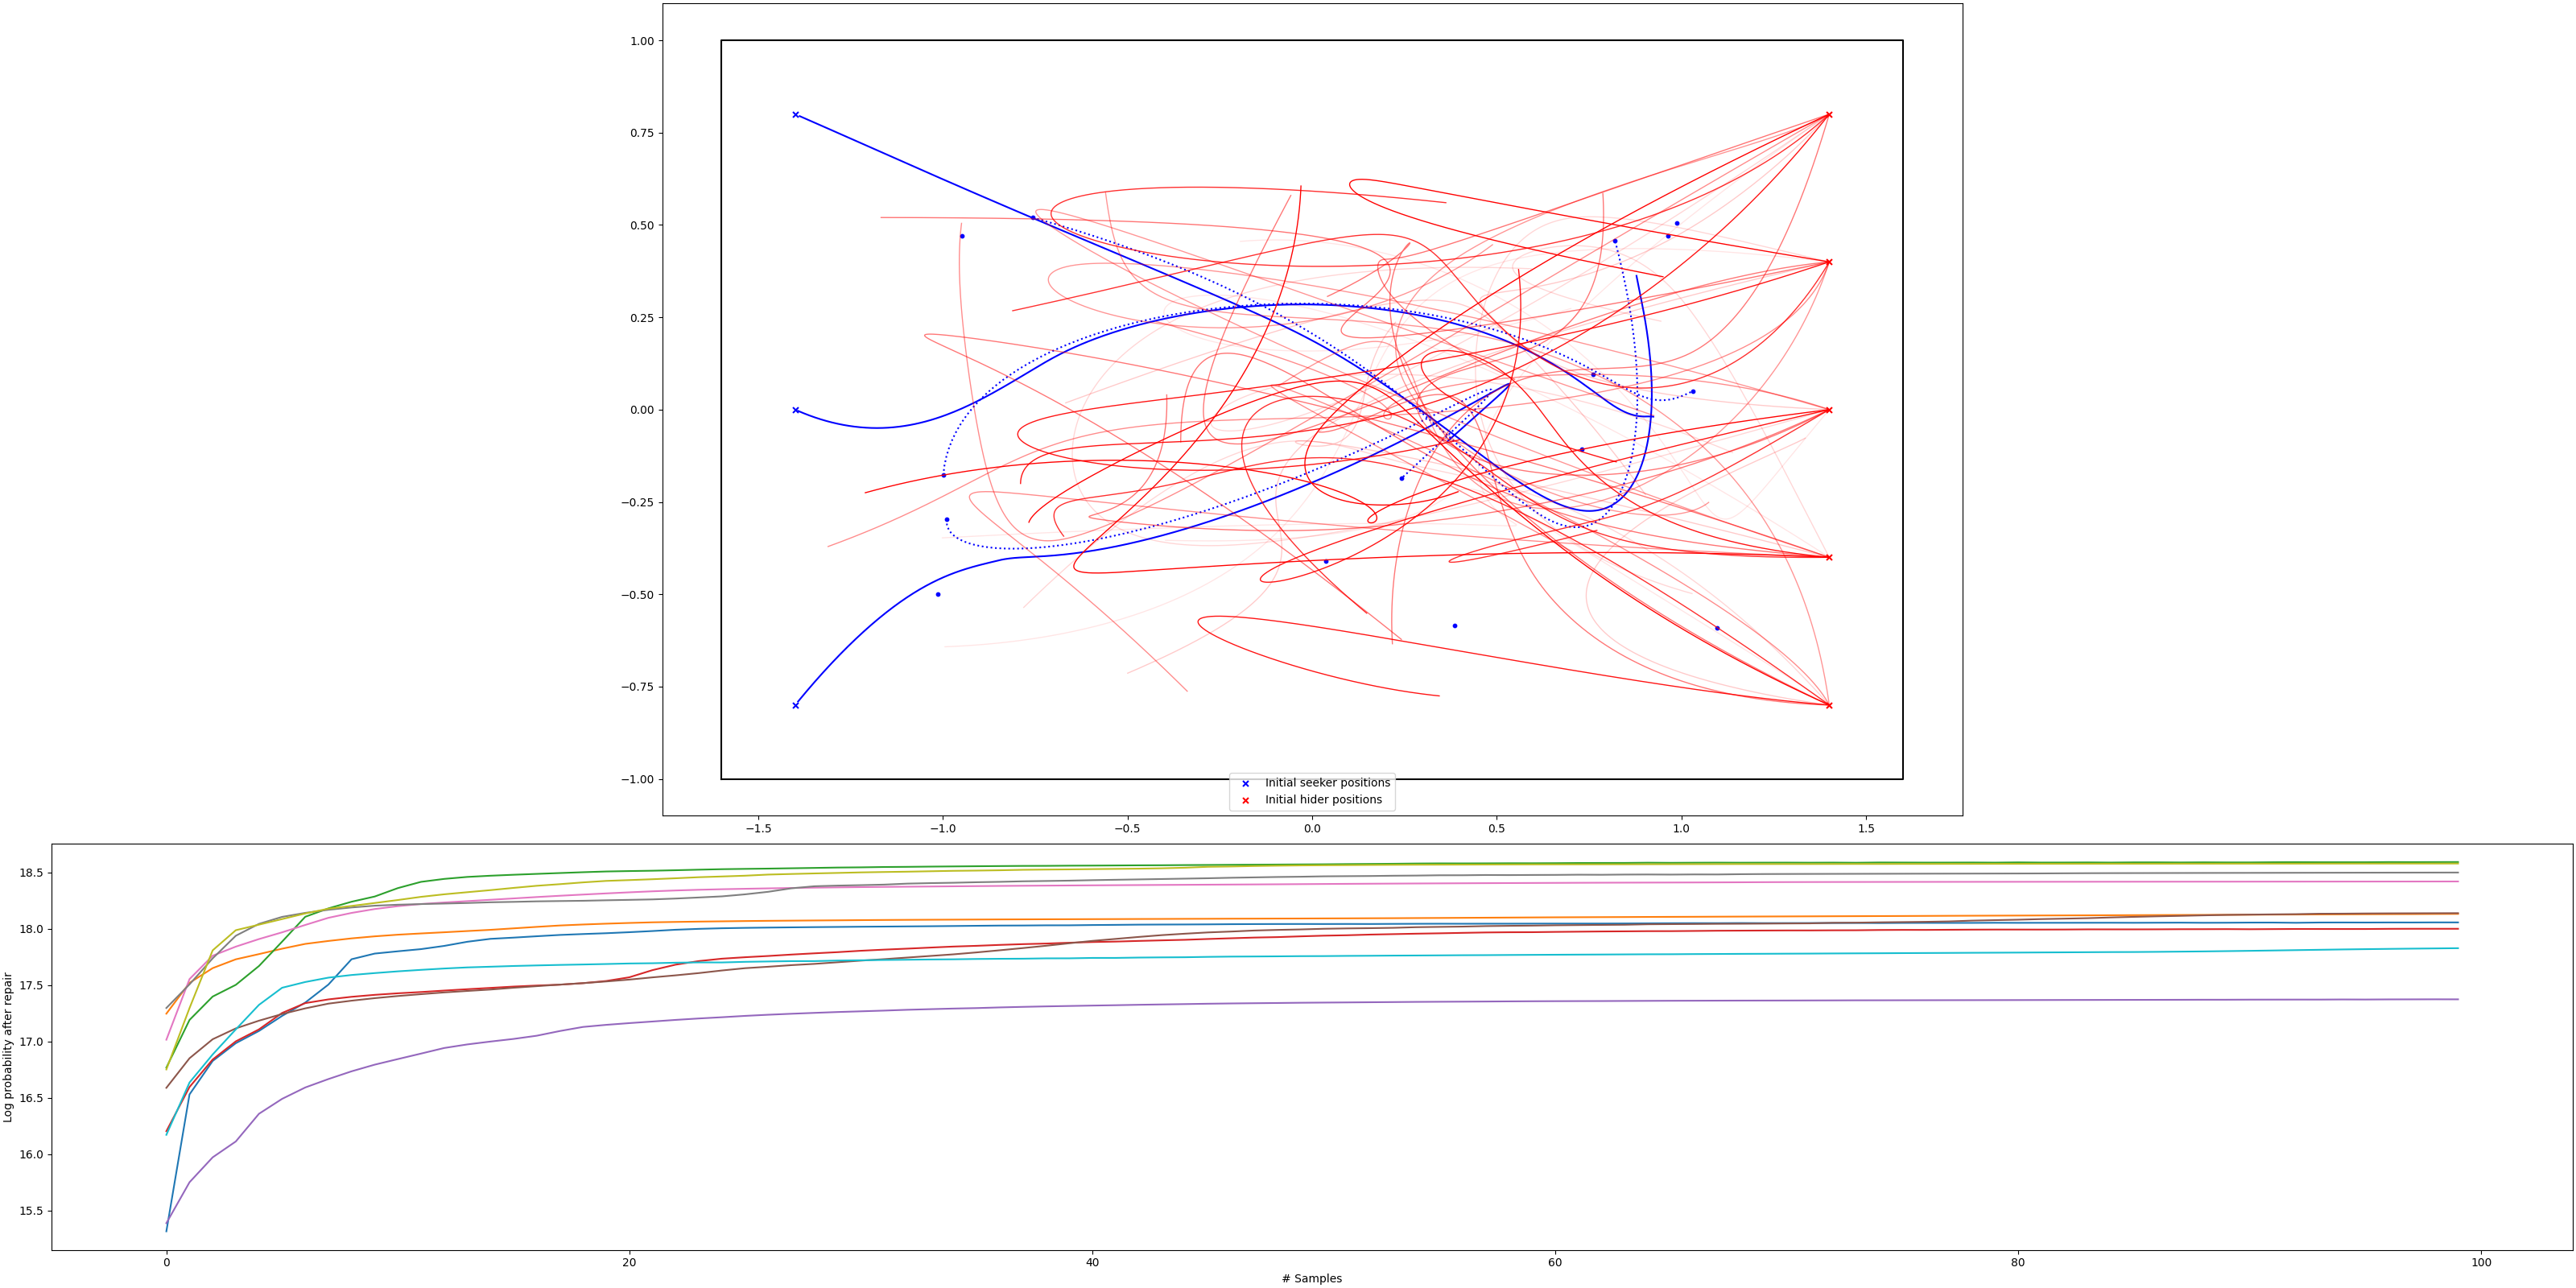 1.00
0.75
0.50
0.25
0.00
−0.25
−0.50
−0.75
−1.00
Initial seeker positions
Initial hider positions
−1.5 −1.0 −0.5 0.0 0.5 1.0 1.5
18.5
18.0
17.5
17.0
16.5
16.0
15.5
Log probability after repair
0 20 40 60 80 100
# Samples